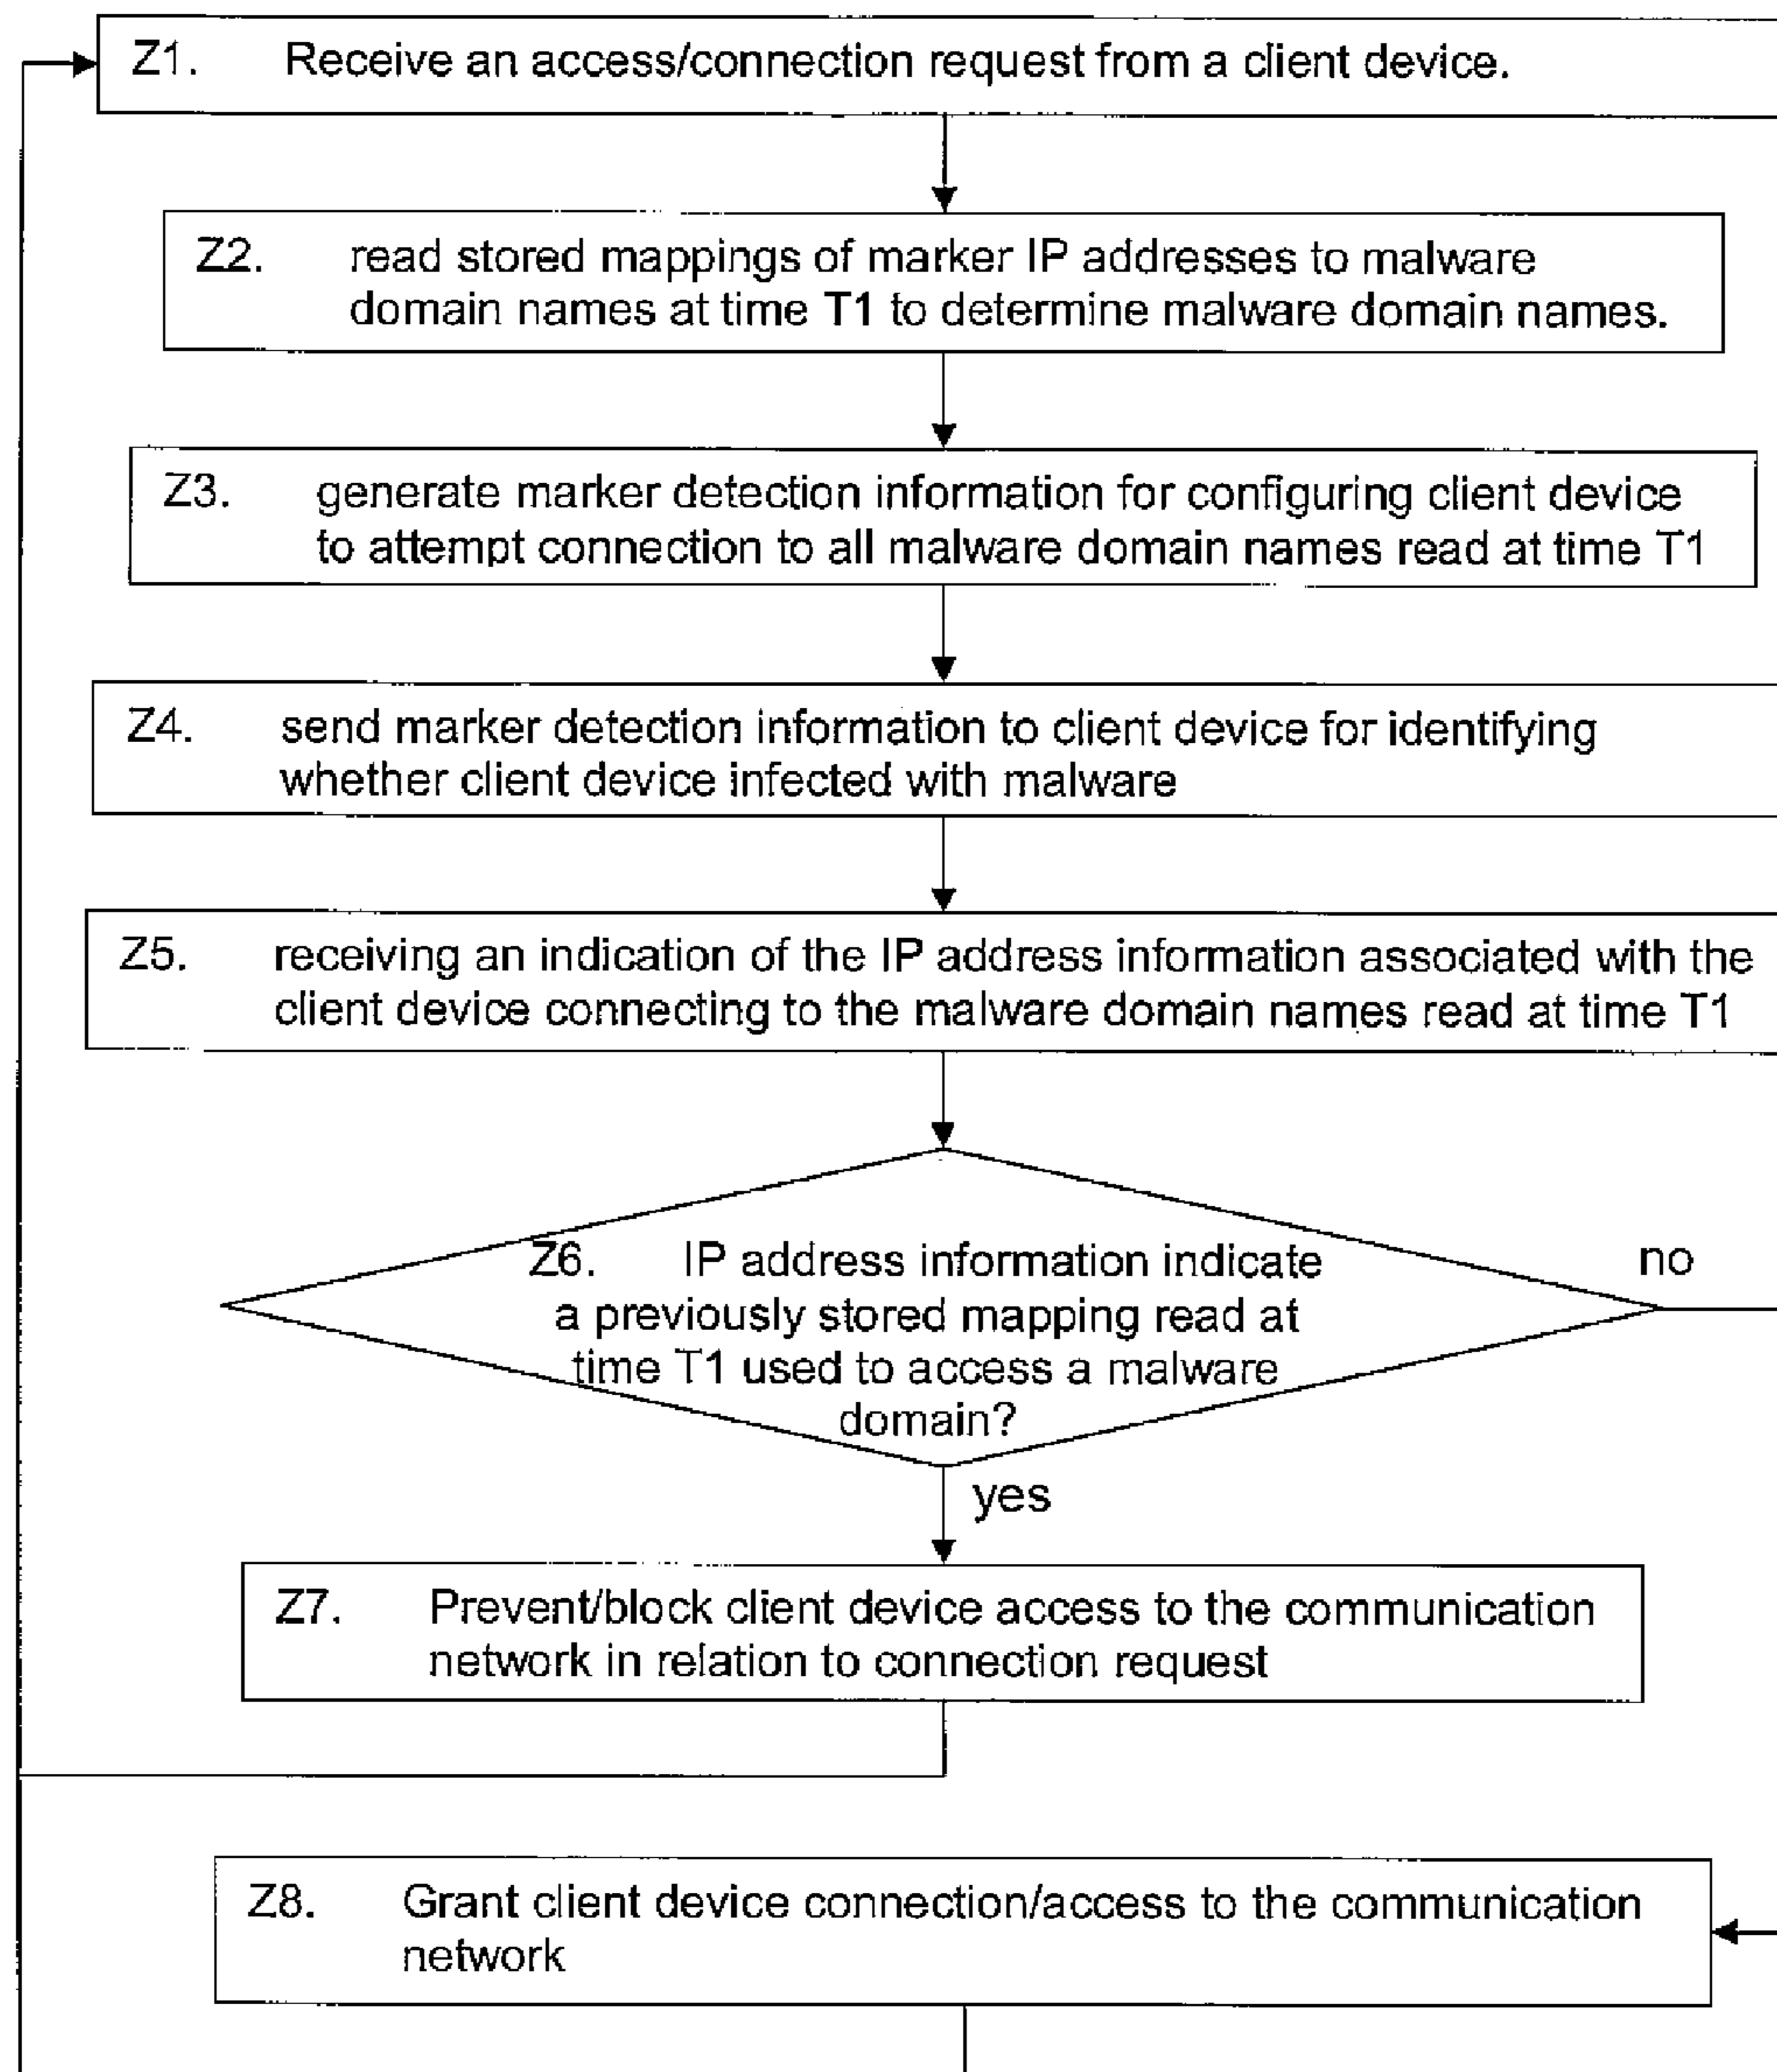 Z1. Receive an access/connection request from a client device.
Z2. read stored mappings of marker IP addresses to malware
domain names at time T1 to determine malware domain names.
Z3. generate marker detection information for configuring client device
to attempt connection to all malware domain names read at time T1
Z4. send marker detection information to client device for identifying
whether client device infected with malware
Z5. receiving an indication of the IP address information associated with the
client device connecting to the malware domain names read at time T1
Z6. IP address information indicate
a previously stored mapping read at
time T1 used to access a malware
domain?
no
yes
Z7. Prevent/block client device access to the communication
network in relation to connection request
Z8. Grant client device connection/access to the communication
network